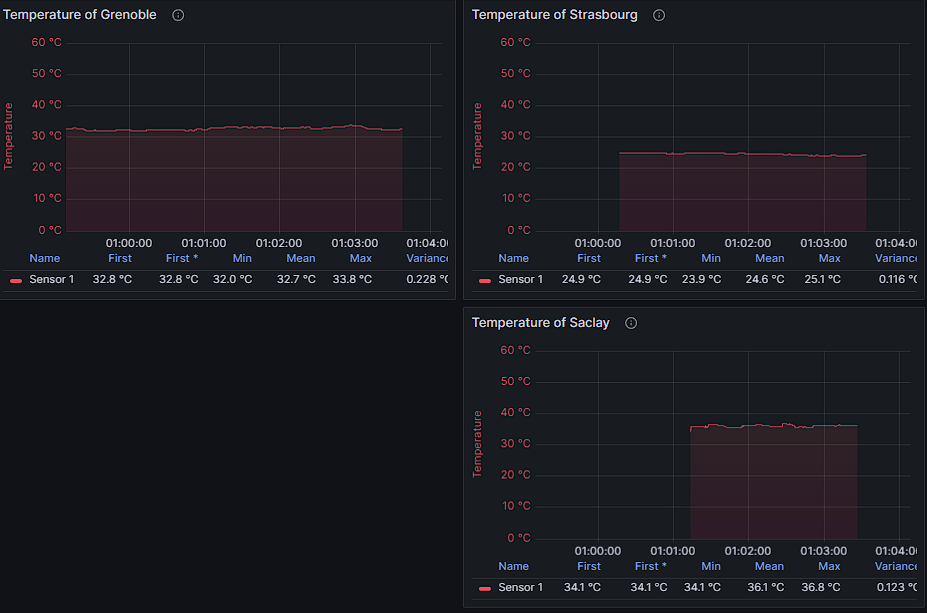 Temperature of Grenoble
60 °C
50 °C
40 °C
30 °C
20 °C
10 °C
0 °C
Temperature
01:00:00 01:01:00 01:02:00 01:03:00 01:04:0
Name First First * Min Mean Max Variance
Sensor 1 32.8 °C 32.8 °C 32.0 °C 32.7 °C 33.8 °C 0.228 °C
Temperature of Strasbourg
60 °C
50 °C
40 °C
30 °C
20 °C
10 °C
0 °C
Temperature
01:00:00 01:01:00 01:02:00 01:03:00 01:04:0
Name First First * Min Mean Max Variance
Sensor 1 24.9 °C 24.9 °C 23.9 °C 24.6 °C 25.1 °C 0.116 °C
Temperature of Saclay
60 °C
50 °C
40 °C
30 °C
20 °C
10 °C
0 °C
Temperature
01:00:00 01:01:00 01:02:00 01:03:00 01:04:0
Name First First * Min Mean Max Variance
Sensor 1 34.1 °C 34.1 °C 34.1 °C 36.1 °C 36.8 °C 0.123 °C